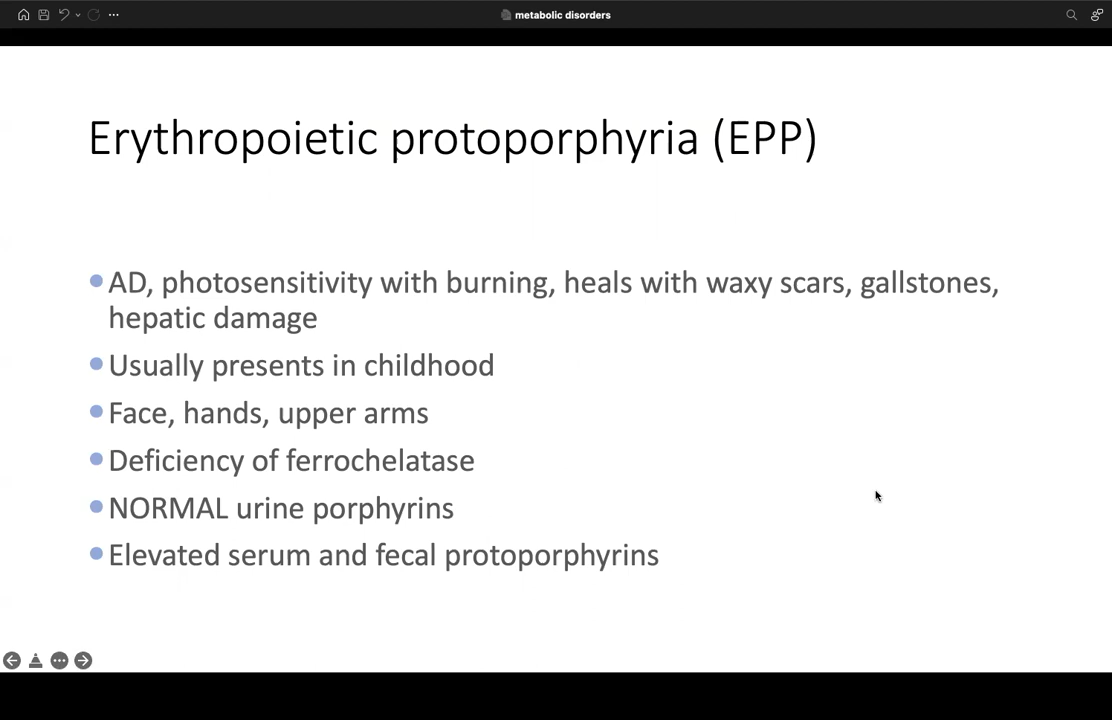 metabolic disorders
Erythropoietic protoporphyria (EPP)
AD, photosensitivity with burning, heals with waxy scars, gallstones,
hepatic damage
Usually presents in childhood
Face, hands, upper arms
Deficiency of ferrochelatase
NORMAL urine porphyrins
Elevated serum and fecal protoporphyrins